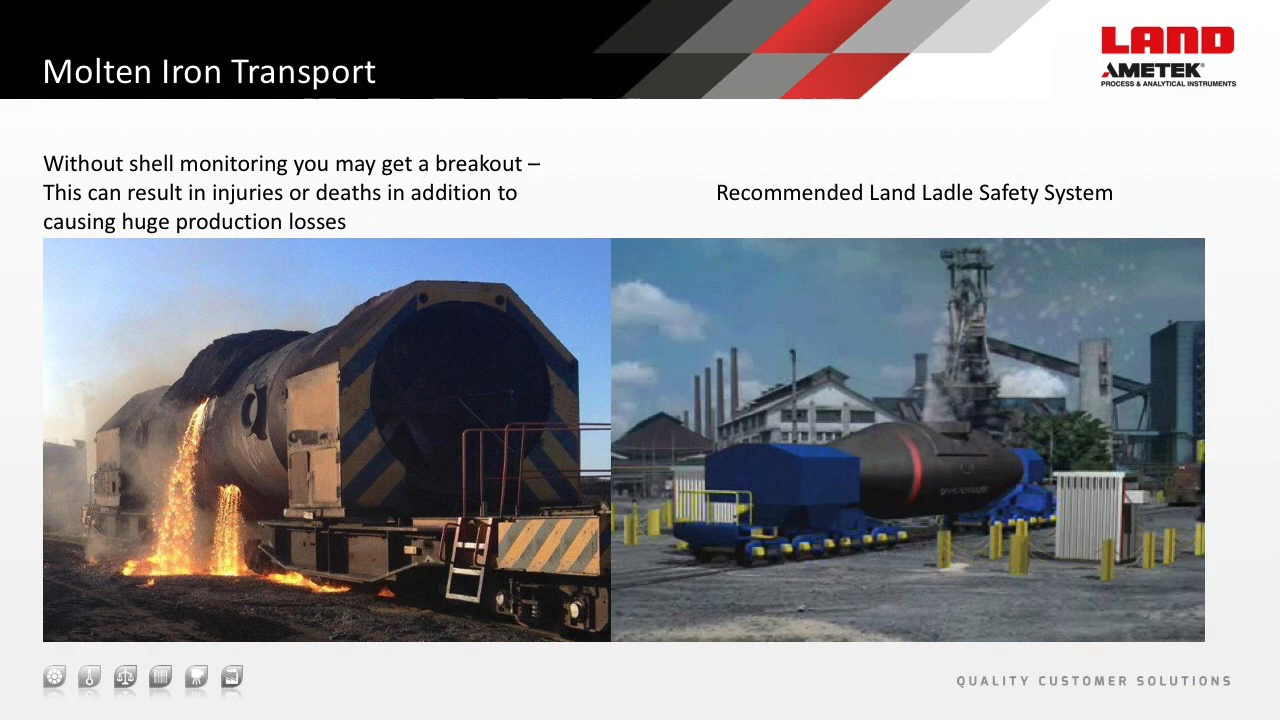 Molten Iron Transport
LAND
AMETEK®
PROCESS & ANALYTICAL INSTRUMENTS
Without shell monitoring you may get a breakout –
This can result in injuries or deaths in addition to
causing huge production losses
Recommended Land Ladle Safety System
QUALITY CUSTOMER SOLUTIONS